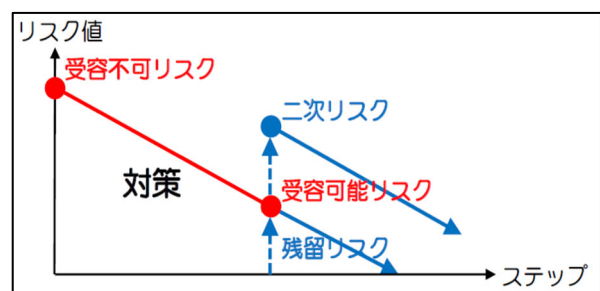 リスク値
受容不可リスク
二次リスク
対策
受容可能リスク
残留リスク
ステップ